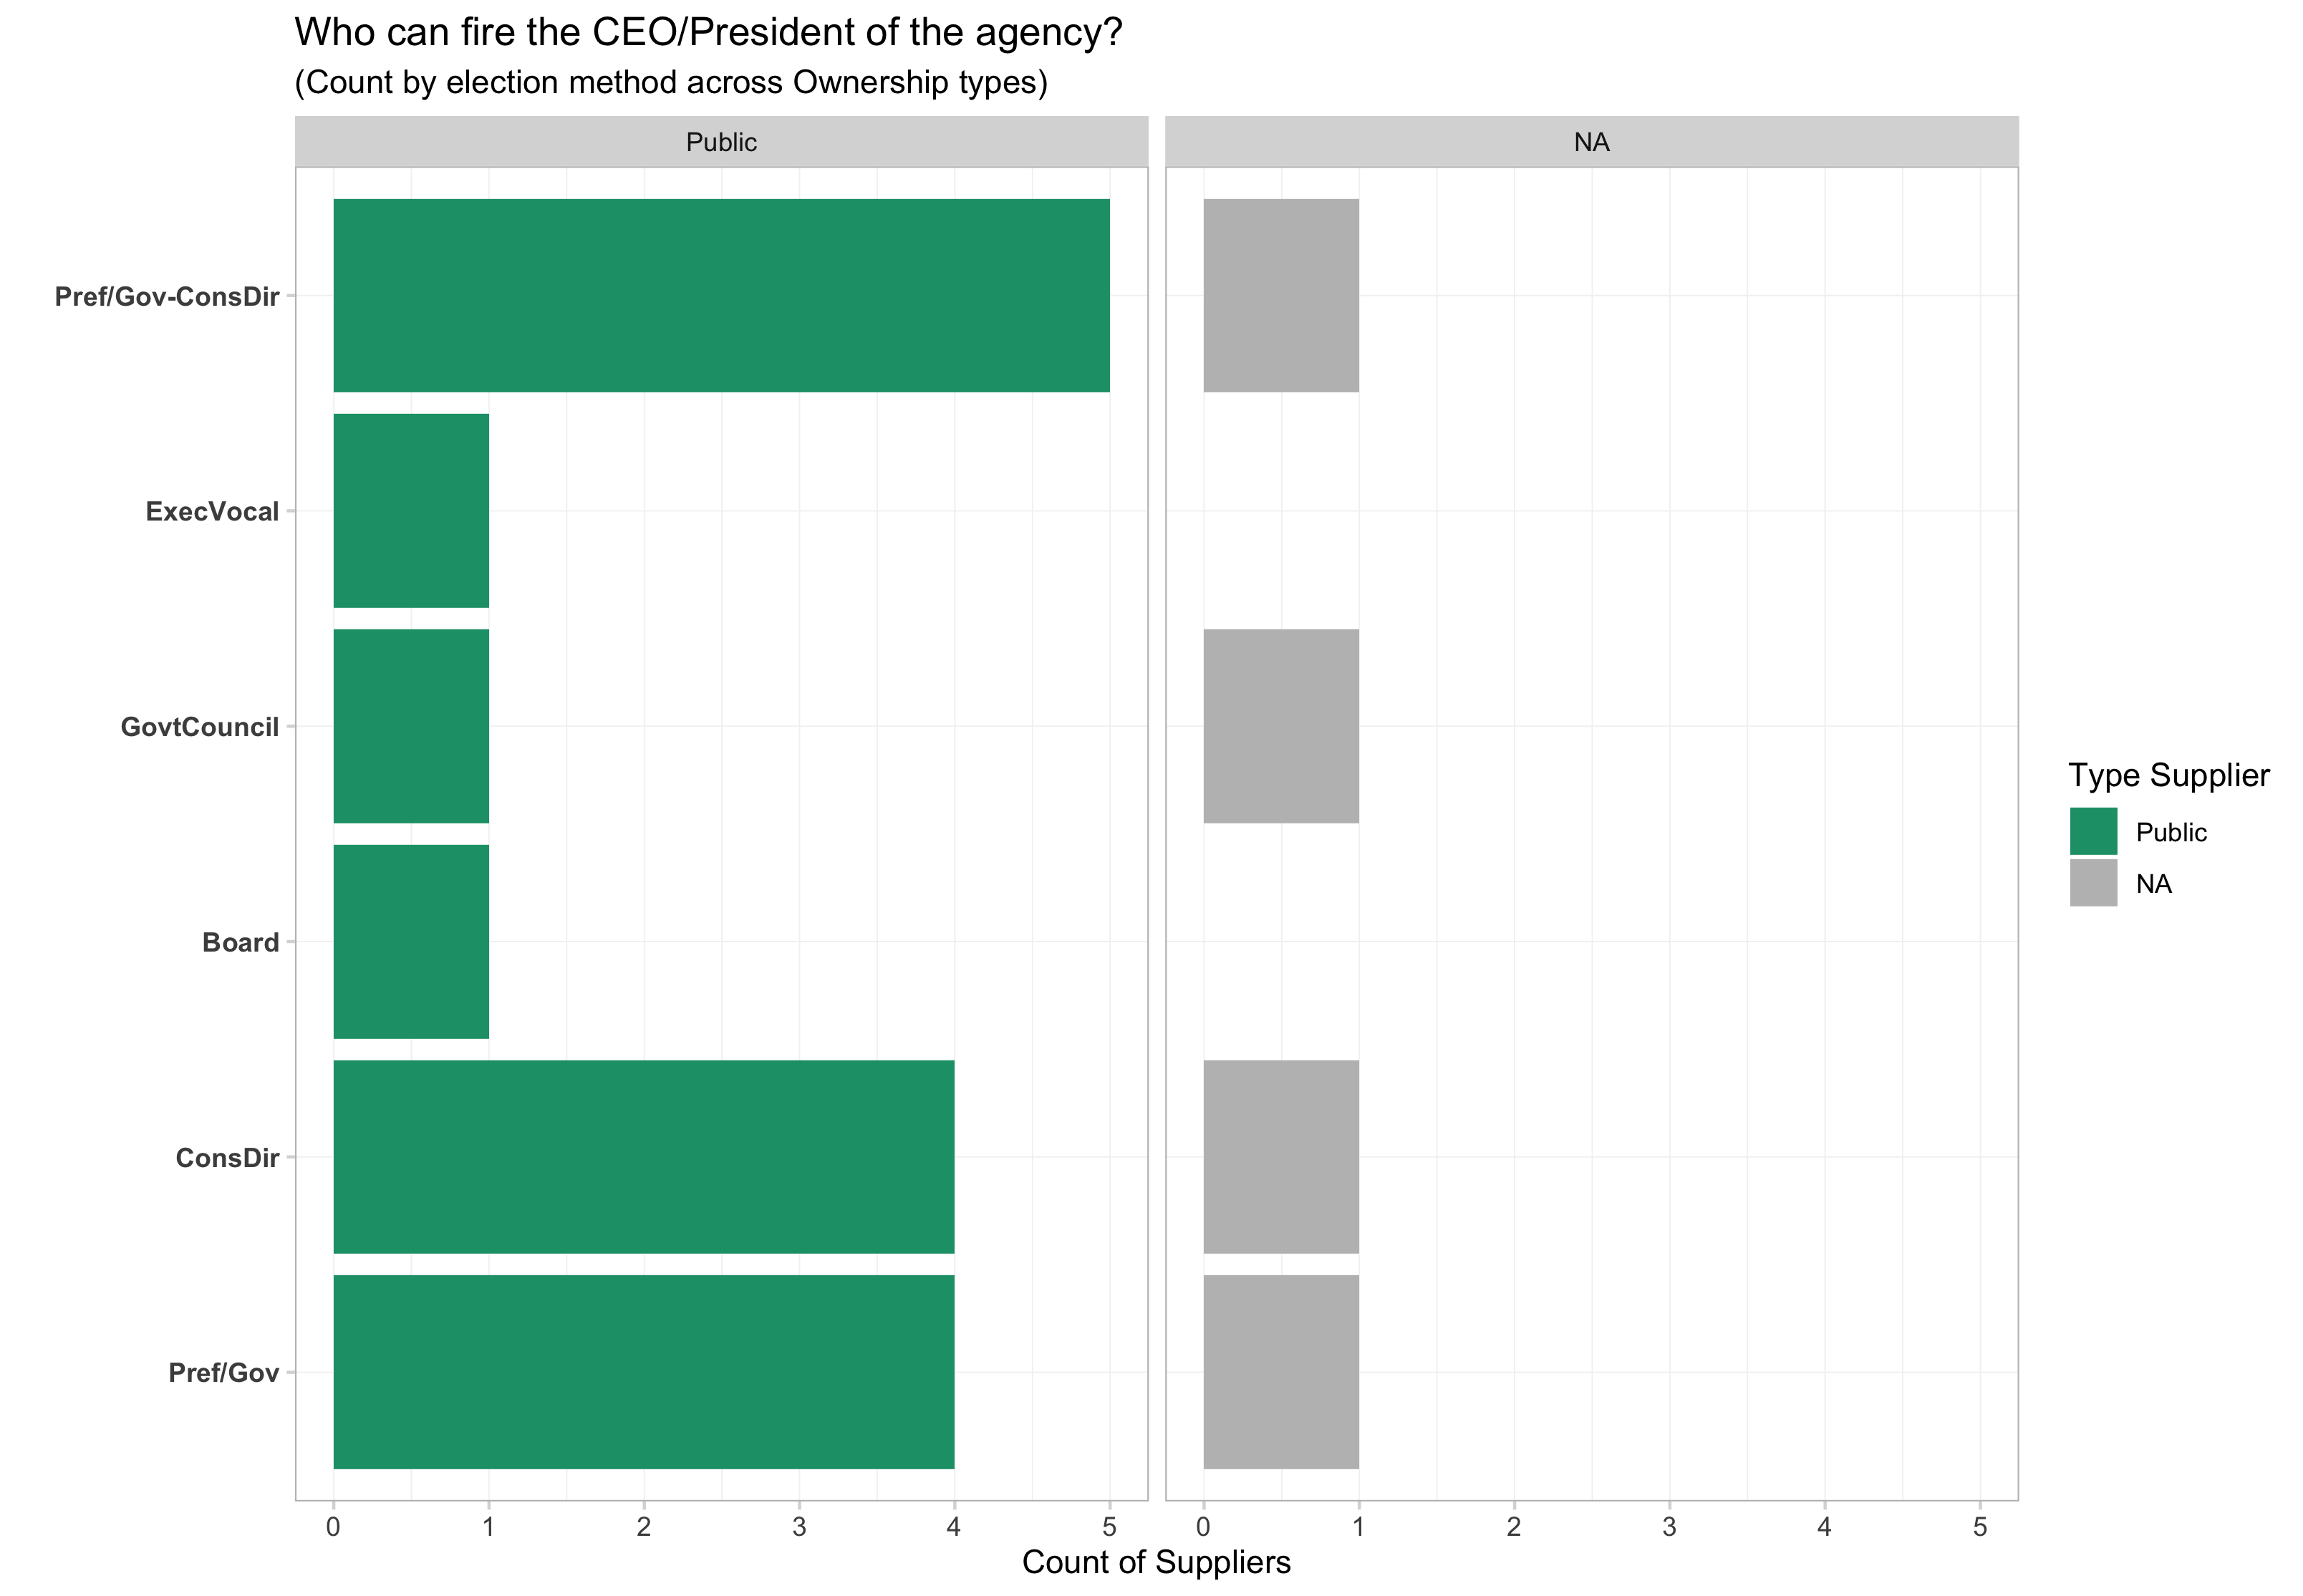 Who can fire the CEO/President of the agency?
(Count by election method across Ownership types)
Public
NA
Pref/Gov-ConsDir
ExecVocal
GovtCouncil
Board
ConsDir
Pref/Gov
0 1 2 3 4 5
0 1 2 3 4 5
Count of Suppliers
Type Supplier
Public
NA